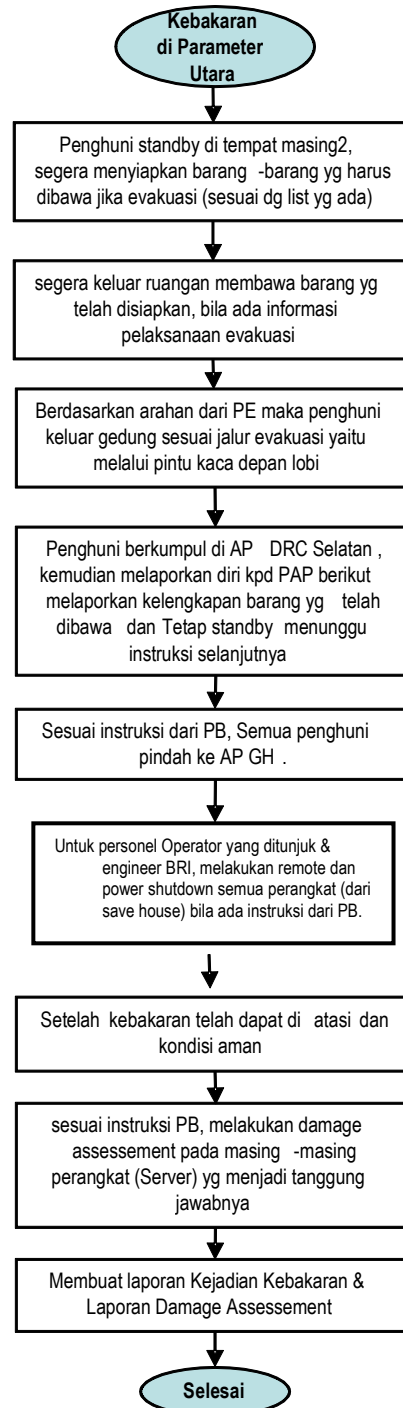 Kebakaran
di Parameter
Utara
Penghuni standby di tempat masing2,
segera menyiapkan barang -barang yg harus
dibawa jika evakuasi (sesuai dg list yg ada)
segera keluar ruangan membawa barang yg
telah disiapkan, bila ada informasi
pelaksanaan evakuasi
Berdasarkan arahan dari PE maka penghuni
keluar gedung sesuai jalur evakuasi yaitu
melalui pintu kaca depan lobi
Penghuni berkumpul di AP DRC Selatan ,
kemudian melaporkan diri kpd PAP berikut
melaporkan kelengkapan barang yg telah
dibawa dan Tetap standby menunggu
instruksi selanjutnya
Sesuai instruksi dari PB, Semua penghuni
pindah ke AP GH .
Untuk personel Operator yang ditunjuk &
engineer BRI, melakukan remote dan
power shutdown semua perangkat (dari
save house) bila ada instruksi dari PB.
Setelah kebakaran telah dapat di atasi dan
kondisi aman
sesuai instruksi PB, melakukan damage
assessment pada masing -masing
perangkat (Server) yg menjadi tanggung
jawabnya
Membuat laporan Kejadian Kebakaran &
Laporan Damage Assessement
Selesai